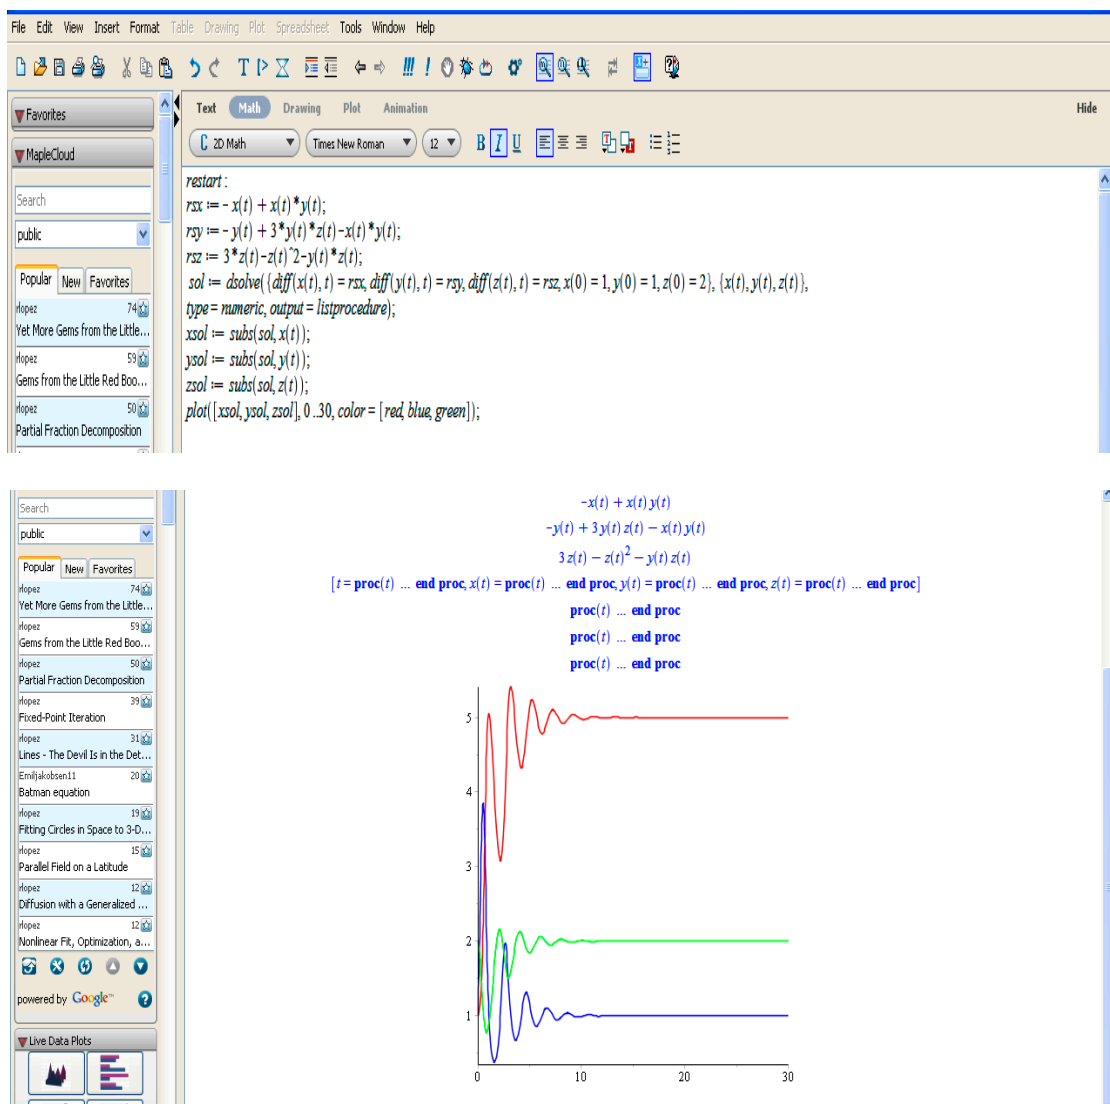 File Edit View Insert Format Table Drawing Plot Spreadsheet Tools Window Help
Favorites
MapleCloud
Search
public
Popular New Favorites
rlopez 74
Yet More Gems from the Little...
rlopez 59
Gems from the Little Red Boo...
rlopez 50
Partial Fraction Decomposition
Text Math Drawing Plot Animation Hide
C 2D Math Times New Roman 12 B I U
restart :
rsx := - x(t) + x(t)*y(t);
rsy := - y(t) + 3*y(t)*z(t)-x(t)*y(t);
rsz := 3*z(t)-z(t)^2-y(t)*z(t);
sol := dsolve({diff(x(t), t) = rsx, diff(y(t), t) = rsy, diff(z(t), t) = rsz, x(0) = 1, y(0) = 1, z(0) = 2}, {x(t), y(t), z(t)},
type = numeric, output = listprocedure);
xsol := subs(sol, x(t));
ysol := subs(sol, y(t));
zsol := subs(sol, z(t));
plot([xsol, ysol, zsol], 0 ..30, color = [red, blue, green]);
Search
public
Popular New Favorites
rlopez 74
Yet More Gems from the Little...
rlopez 59
Gems from the Little Red Boo...
rlopez 50
Partial Fraction Decomposition
rlopez 39
Fixed-Point Iteration
rlopez 31
Lines - The Devil Is in the Det...
Emiljakobsen11 20
Batman equation
rlopez 19
Fitting Circles in Space to 3-D...
rlopez 15
Parallel Field on a Latitude
rlopez 12
Diffusion with a Generalized ...
rlopez 12
Nonlinear Fit, Optimization, a...
powered by Google™
Live Data Plots
-x(t) + x(t) y(t)
-y(t) + 3 y(t) z(t) - x(t) y(t)
3 z(t) - z(t)² - y(t) z(t)
[t = proc(t) ... end proc, x(t) = proc(t) ... end proc, y(t) = proc(t) ... end proc, z(t) = proc(t) ... end proc]
proc(t) ... end proc
proc(t) ... end proc
proc(t) ... end proc
5
4
3
2
1
0 10 20 30